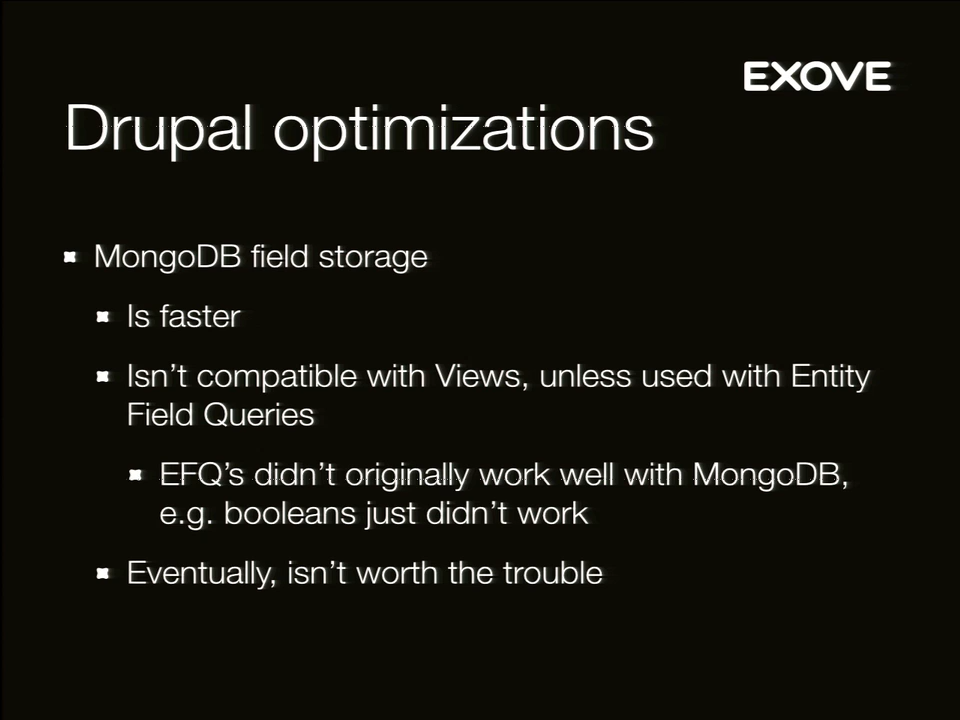 EXOVE
Drupal optimizations
MongoDB field storage
Is faster
Isn't compatible with Views, unless used with Entity
Field Queries
EFQ's didn't originally work well with MongoDB,
e.g. booleans just didn't work
Eventually, isn't worth the trouble